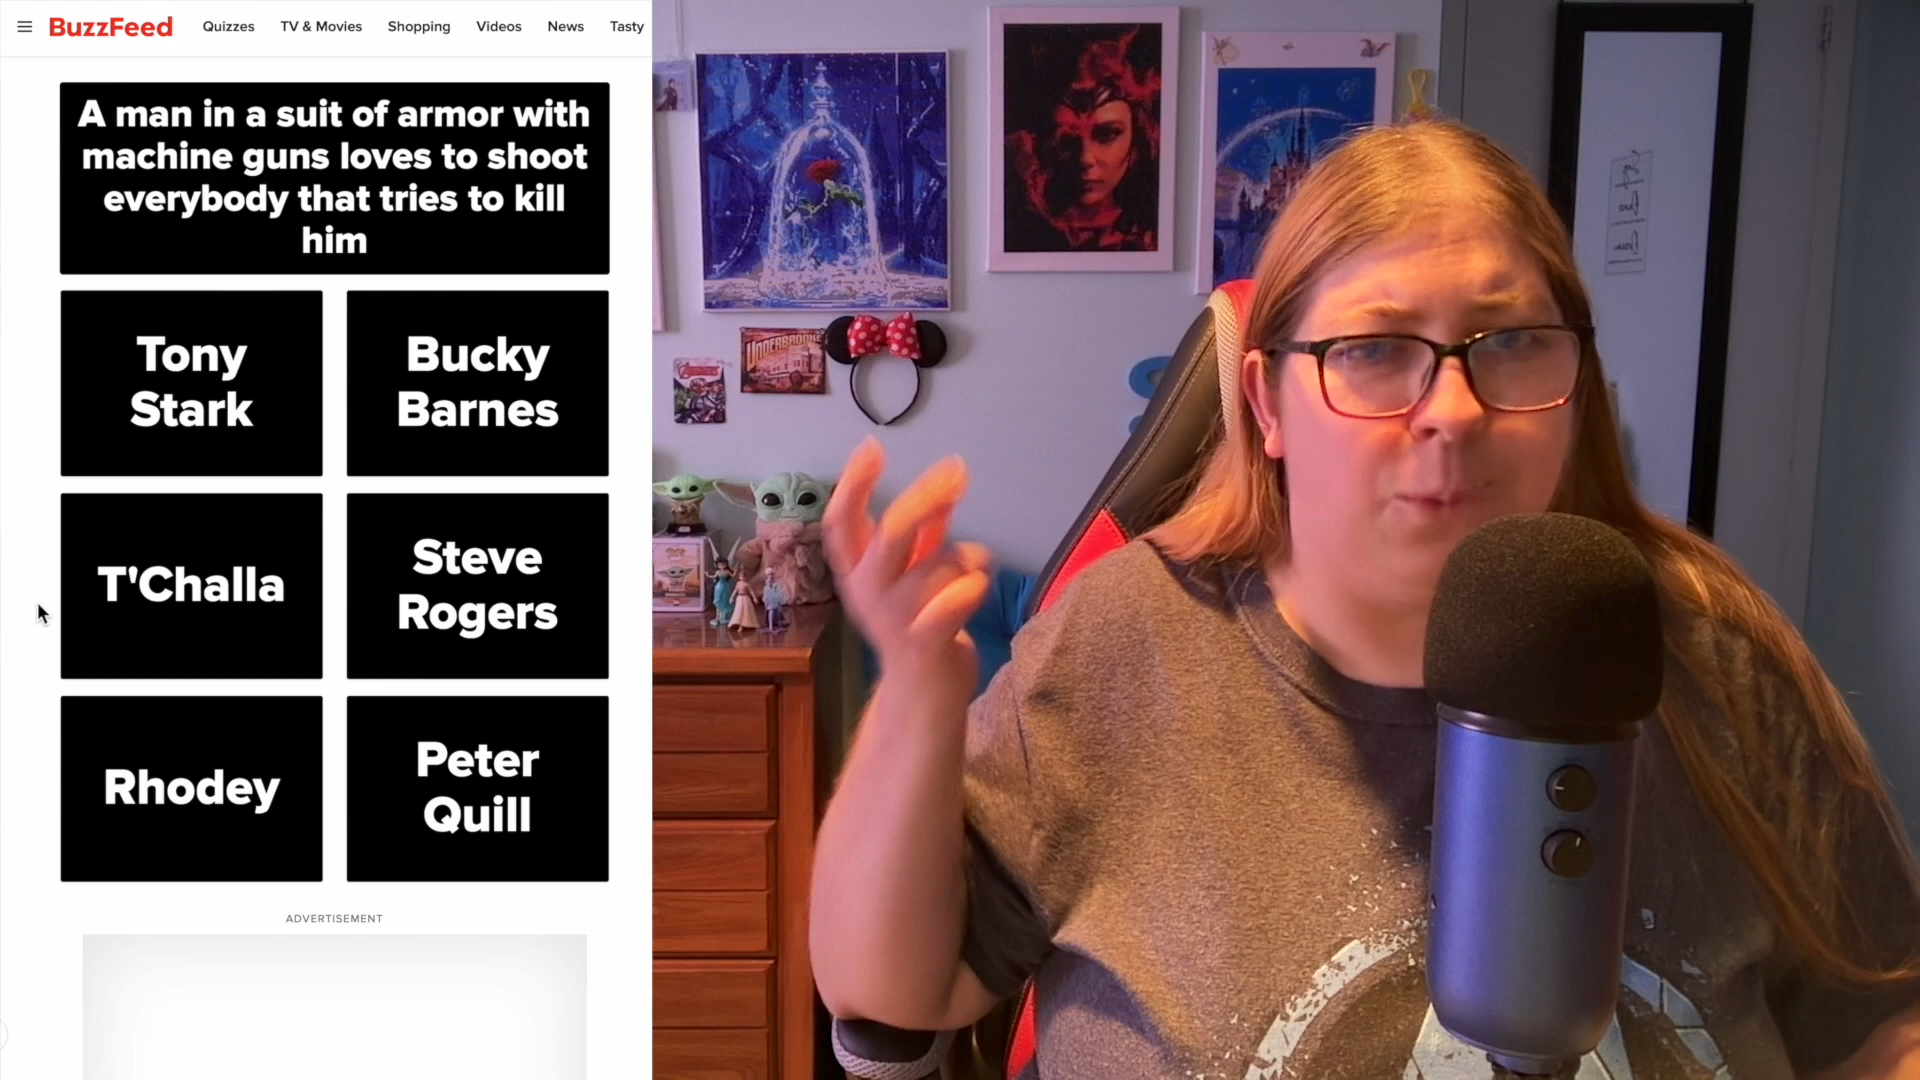 BuzzFeed
Quizzes TV & Movies Shopping Videos News Tasty
A man in a suit of armor with
machine guns loves to shoot
everybody that tries to kill
him
Tony
Stark
Bucky
Barnes
T'Challa
Steve
Rogers
Rhodey
Peter
Quill
ADVERTISEMENT